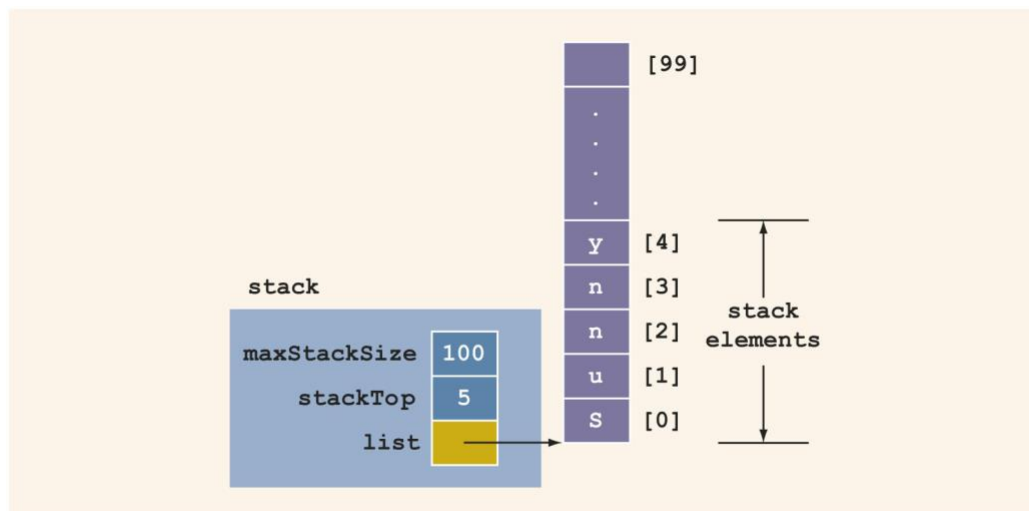 [99]
.
.
.
.
y [4]
n [3]
n [2]
u [1]
S [0]
stack
elements
stack
maxStackSize 100
stackTop 5
list